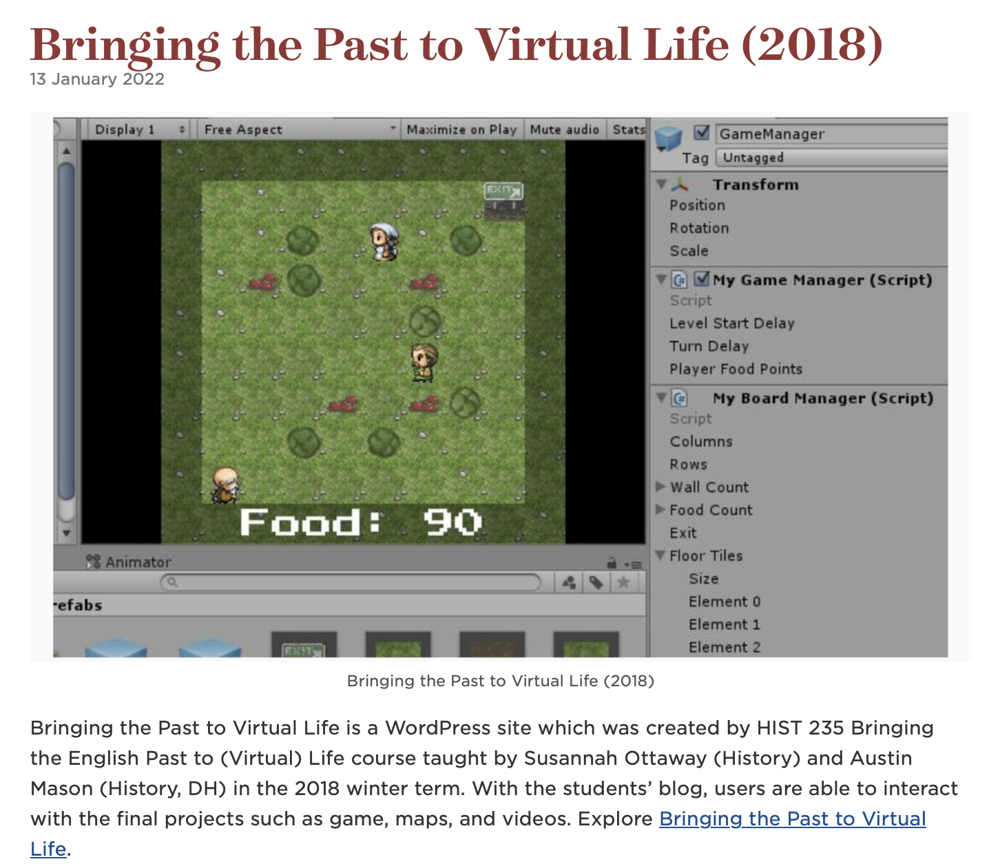 Bringing the Past to Virtual Life (2018)
13 January 2022
Display 1
Free Aspect
Maximize on Play
Mute audio
Stats
GameManager
Tag
Untagged
EXIT
Transform
Position
Rotation
Scale
My Game Manager (Script)
Script
Level Start Delay
Turn Delay
Player Food Points
My Board Manager (Script)
Script
Columns
Rows
Wall Count
Food Count
Exit
Floor Tiles
Size
Element 0
Element 1
Element 2
Food: 90
Animator
refabs
EXIT
Bringing the Past to Virtual Life (2018)
Bringing the Past to Virtual Life is a WordPress site which was created by HIST 235 Bringing
the English Past to (Virtual) Life course taught by Susannah Ottaway (History) and Austin
Mason (History, DH) in the 2018 winter term. With the students’ blog, users are able to interact
with the final projects such as game, maps, and videos. Explore Bringing the Past to Virtual
Life.